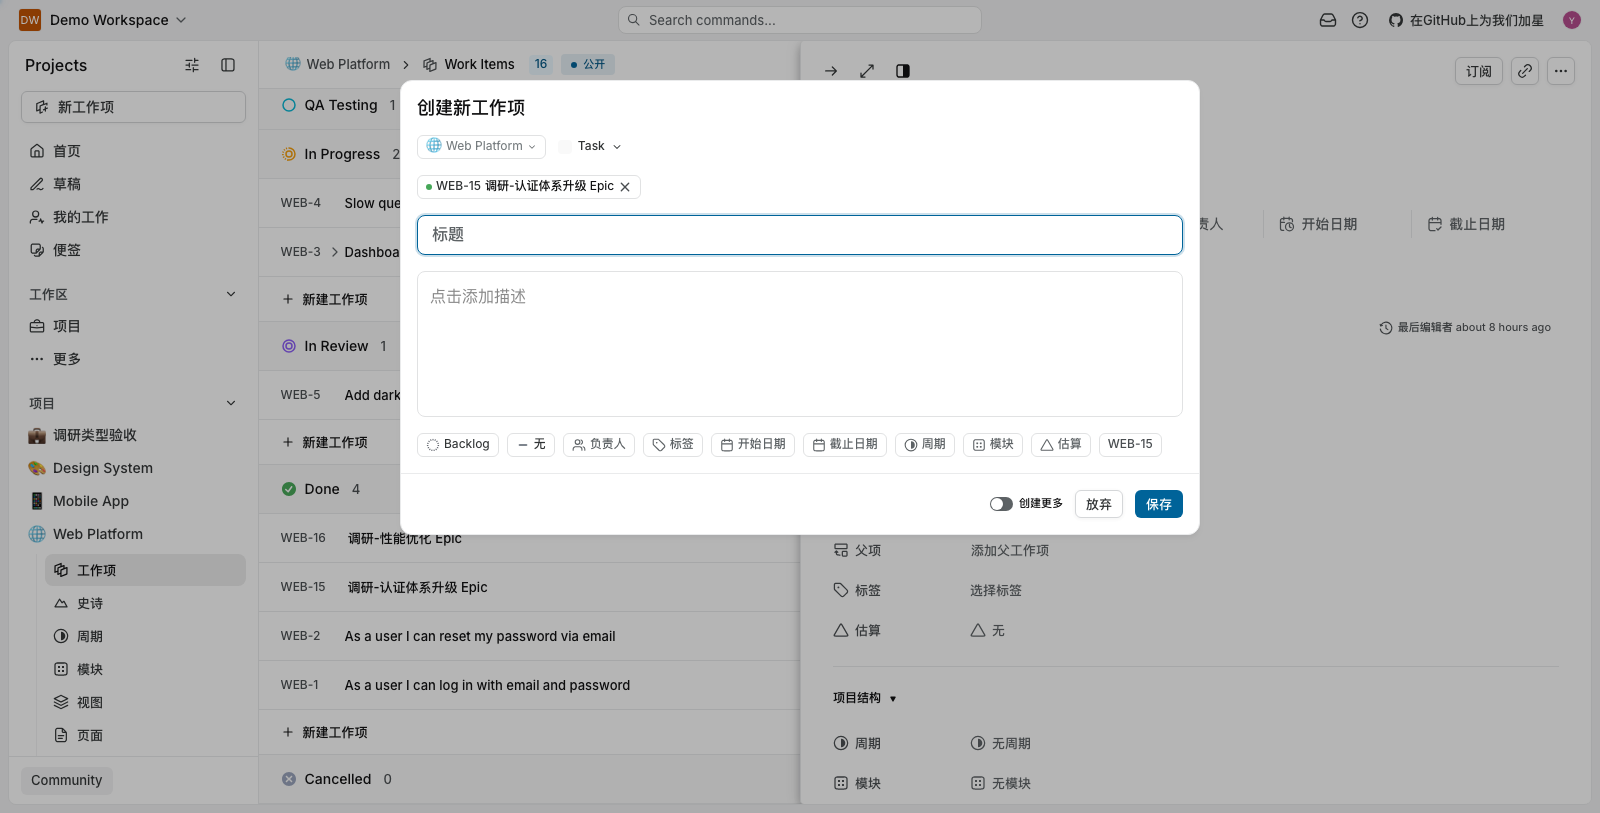 DW Demo Workspace
Search commands...
在GitHub上为我们加星
Y
Projects
新工作项
首页
草稿
我的工作
便签
工作区
项目
更多
项目
调研类型验收
Design System
Mobile App
Web Platform
工作项
史诗
周期
模块
视图
页面
Community
Web Platform
Work Items
16
公开
QA Testing 1
In Progress 2
WEB-4 Slow que
WEB-3 Dashboa
新建工作项
In Review 1
WEB-5 Add dark
新建工作项
Done 4
WEB-16 调研-性能优化 Epic
WEB-15 调研-认证体系升级 Epic
WEB-2 As a user I can reset my password via email
WEB-1 As a user I can log in with email and password
新建工作项
Cancelled 0
创建新工作项
Web Platform
Task
WEB-15 调研-认证体系升级 Epic
标题
点击添加描述
Backlog
无
负责人
标签
开始日期
截止日期
周期
模块
估算
WEB-15
创建更多
放弃
保存
订阅
责人
开始日期
截止日期
最后编辑者 about 8 hours ago
父项 添加父工作项
标签 选择标签
估算 无
项目结构
周期 无周期
模块 无模块